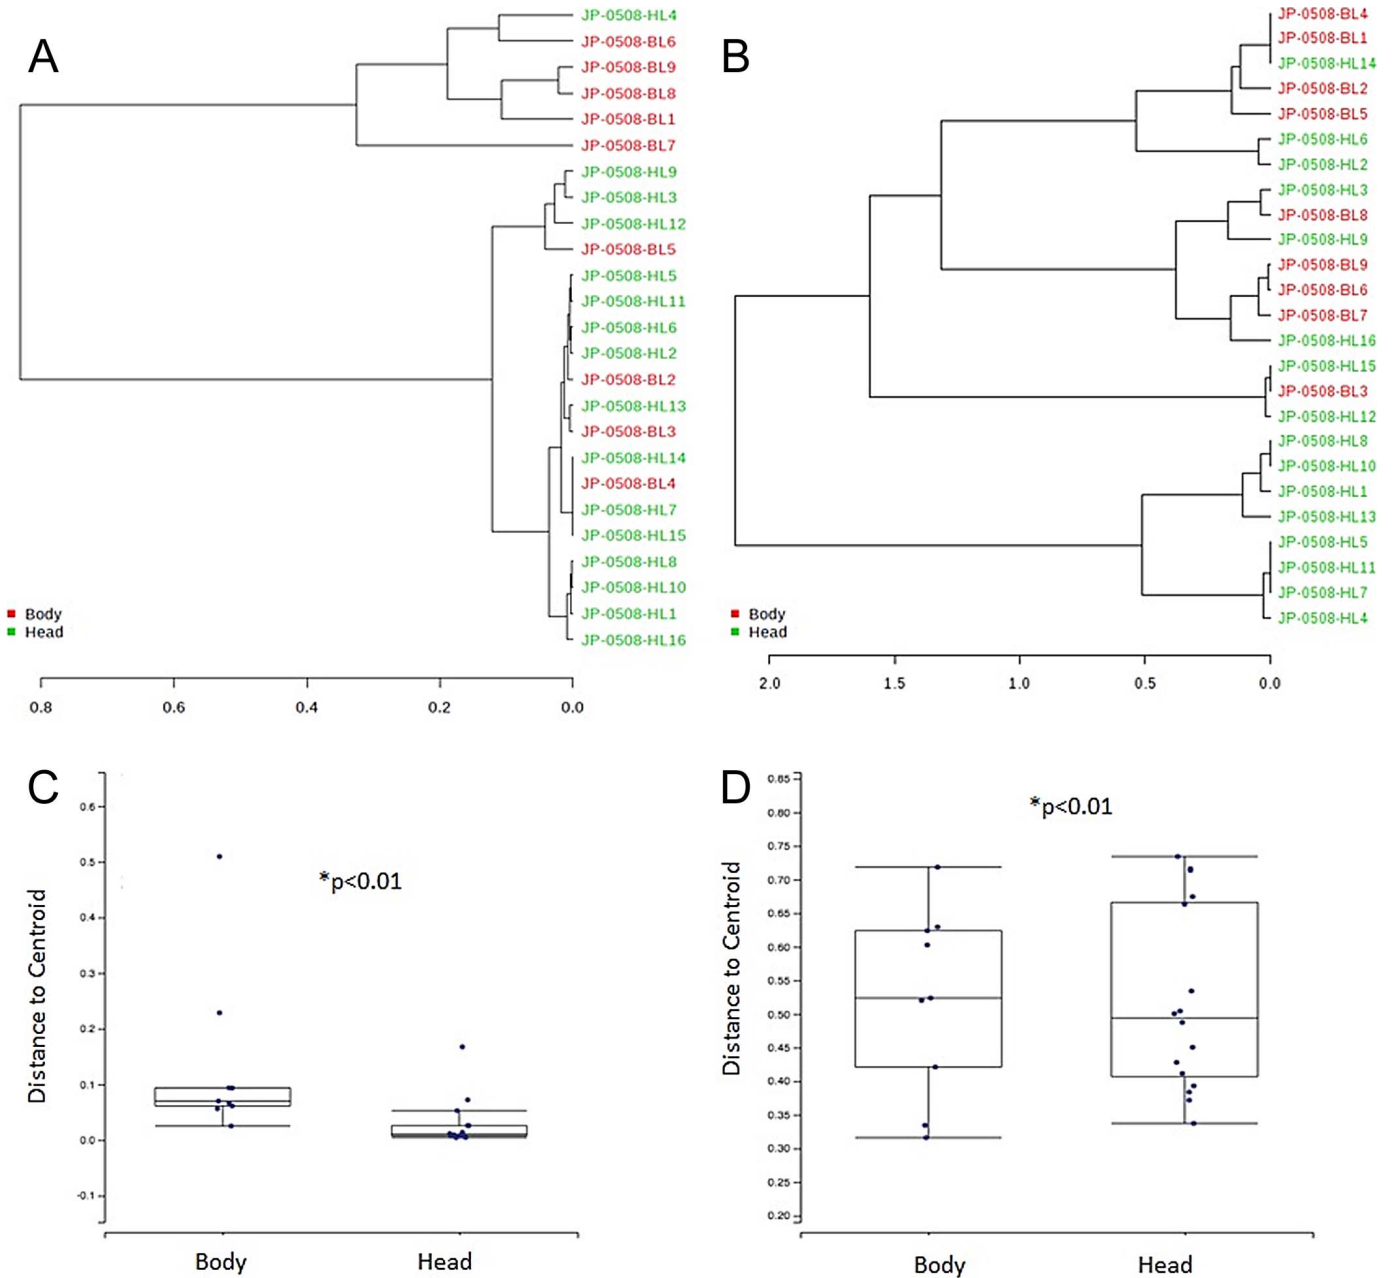 A
JP-0508-HL4
JP-0508-BL6
JP-0508-BL9
JP-0508-BL8
JP-0508-BL1
JP-0508-BL7
JP-0508-HL9
JP-0508-HL3
JP-0508-HL12
JP-0508-BL5
JP-0508-HL5
JP-0508-HL11
JP-0508-HL6
JP-0508-HL2
JP-0508-BL2
JP-0508-HL13
JP-0508-BL3
JP-0508-HL14
JP-0508-BL4
JP-0508-HL7
JP-0508-HL15
JP-0508-HL8
JP-0508-HL10
JP-0508-HL1
JP-0508-HL16
Body
Head
0.8 0.6 0.4 0.2 0.0
B
JP-0508-BL4
JP-0508-BL1
JP-0508-HL14
JP-0508-BL2
JP-0508-BL5
JP-0508-HL6
JP-0508-HL2
JP-0508-HL3
JP-0508-BL8
JP-0508-HL9
JP-0508-BL9
JP-0508-BL6
JP-0508-BL7
JP-0508-HL16
JP-0508-HL15
JP-0508-BL3
JP-0508-HL12
JP-0508-HL8
JP-0508-HL10
JP-0508-HL1
JP-0508-HL13
JP-0508-HL5
JP-0508-HL11
JP-0508-HL7
JP-0508-HL4
Body
Head
2.0 1.5 1.0 0.5 0.0
C
Distance to Centroid
0.6
0.5
0.4
0.3
0.2
0.1
0.0
-0.1
*p<0.01
Body Head
D
Distance to Centroid
0.85
0.80
0.75
0.70
0.65
0.60
0.55
0.50
0.45
0.40
0.35
0.30
0.25
0.20
*p<0.01
Body Head